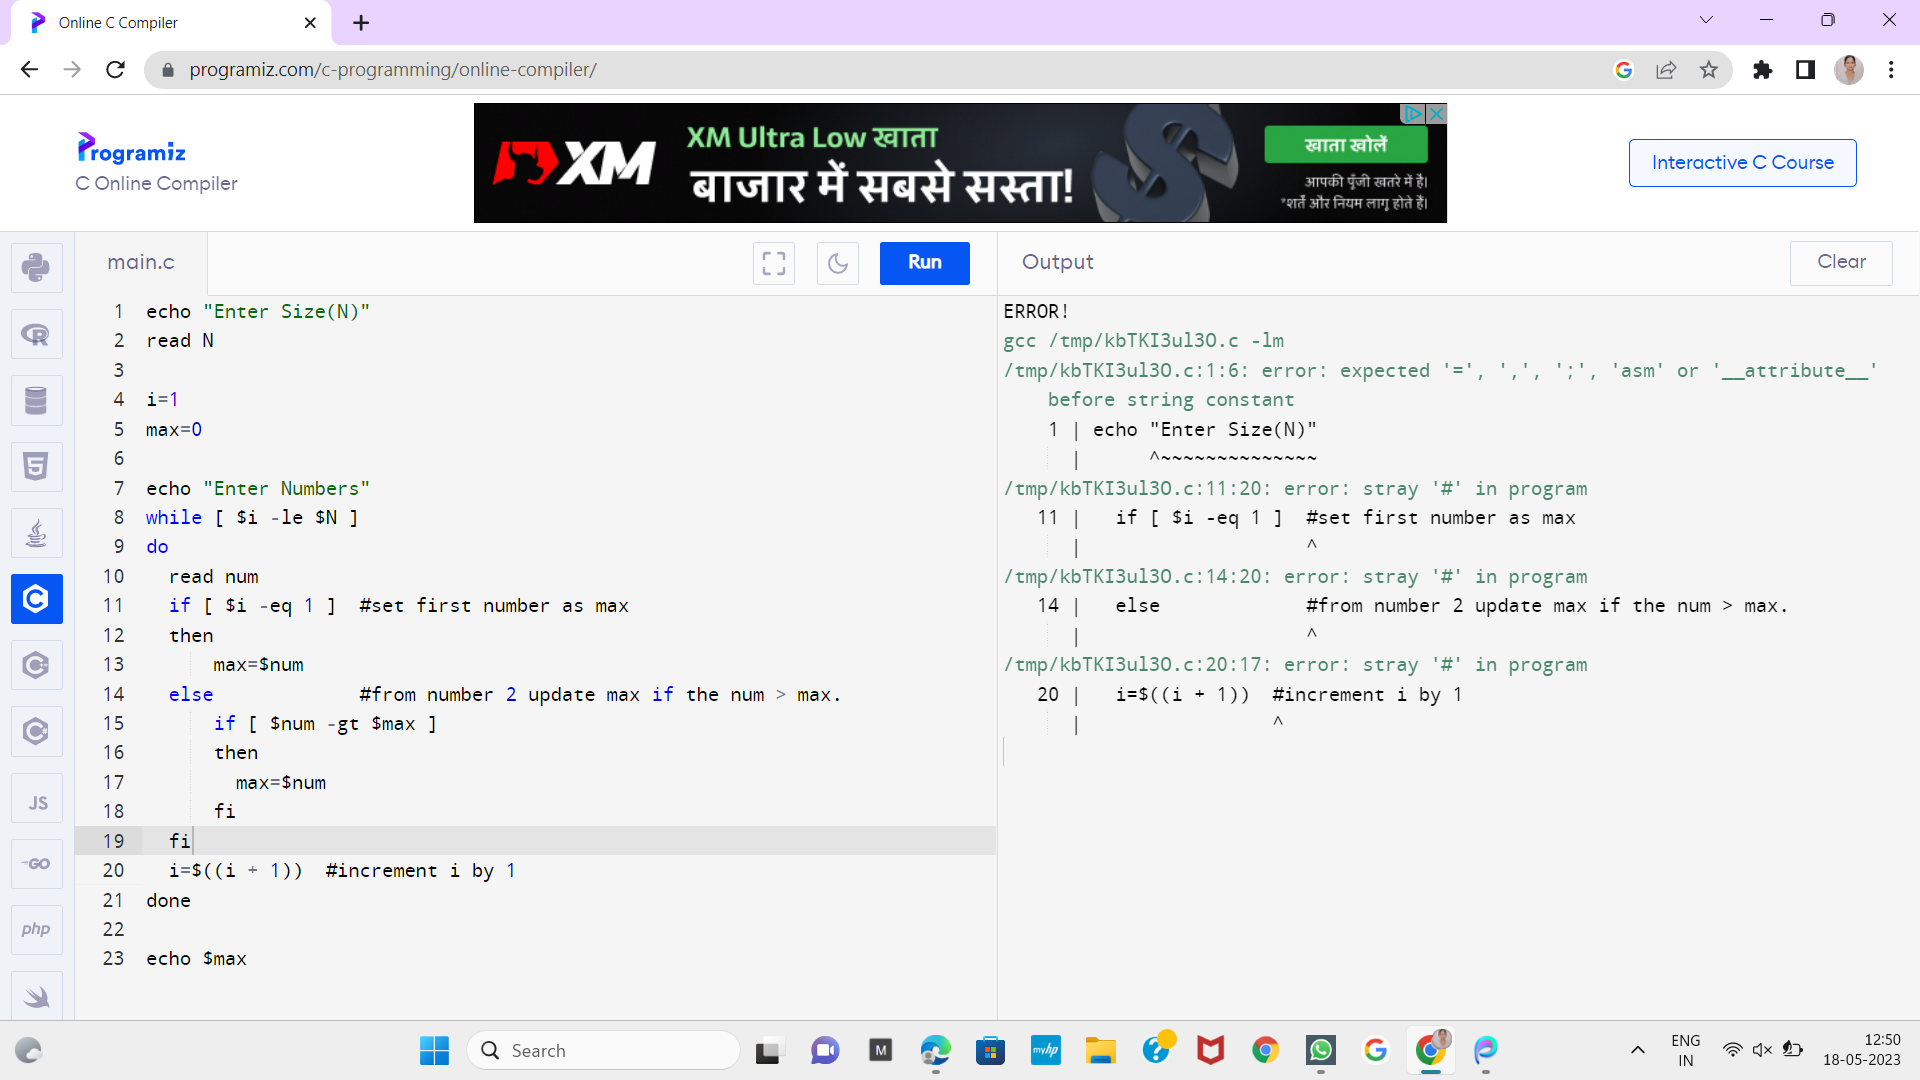 Online C Compiler
programiz.com/c-programming/online-compiler/
Programiz
C Online Compiler
XM
XM Ultra Low खाता
बाजार में सबसे सस्ता!
खाता खोलें
आपकी पूँजी खतरे में है।
*शर्तें और नियम लागू होते हैं।
Interactive C Course
main.c
Run
Output
Clear
1 echo "Enter Size(N)"
2 read N
3
4 i=1
5 max=0
6
7 echo "Enter Numbers"
8 while [ $i -le $N ]
9 do
10 read num
11 if [ $i -eq 1 ]  #set first number as max
12 then
13 max=$num
14 else             #from number 2 update max if the num > max.
15 if [ $num -gt $max ]
16 then
17 max=$num
18 fi
19 fi
20 i=$((i + 1))  #increment i by 1
21 done
22
23 echo $max
ERROR!
gcc /tmp/kbTKI3ul3O.c -lm
/tmp/kbTKI3ul3O.c:1:6: error: expected '=', ',', ';', 'asm' or '__attribute__'
before string constant
1 | echo "Enter Size(N)"
|      ^~~~~~~~~~~~~~~
/tmp/kbTKI3ul3O.c:11:20: error: stray '#' in program
11 |   if [ $i -eq 1 ]  #set first number as max
|                    ^
/tmp/kbTKI3ul3O.c:14:20: error: stray '#' in program
14 |   else             #from number 2 update max if the num > max.
|                    ^
/tmp/kbTKI3ul3O.c:20:17: error: stray '#' in program
20 |   i=$((i + 1))  #increment i by 1
|                 ^
R
5
C
C
C
JS
GO
php
Search
M
myhp
ENG
IN
12:50
18-05-2023